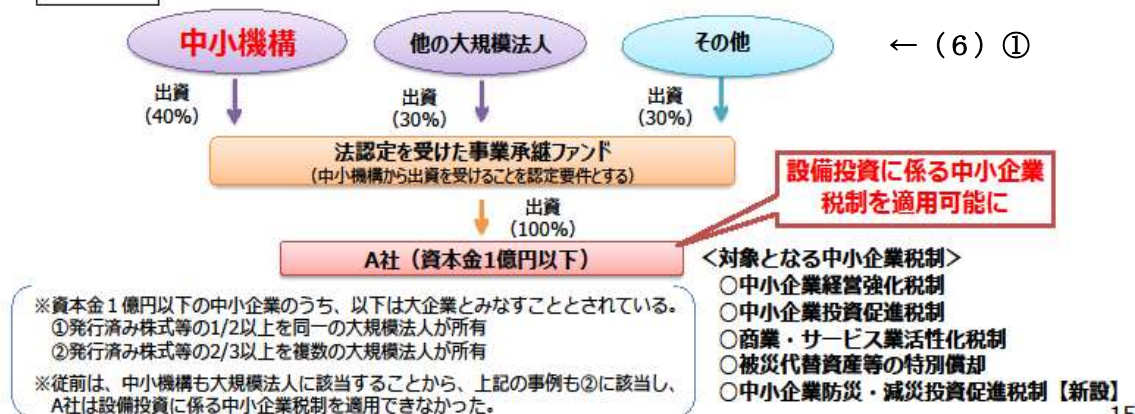 中小機構
他の大規模法人
その他
← (6) ①
出資
(40%)
出資
(30%)
出資
(30%)
法認定を受けた事業承継ファンド
(中小機構から出資を受けることを認定要件とする)
設備投資に係る中小企業
税制を適用可能に
出資
(100%)
A社（資本金1億円以下）
＜対象となる中小企業税制＞
○中小企業経営強化税制
○中小企業投資促進税制
○商業・サービス業活性化税制
○被災代替資産等の特別償却
○中小企業防災・減災投資促進税制【新設】
※資本金１億円以下の中小企業のうち、以下は大企業とみなすこととされている。
①発行済み株式等の1/2以上を同一の大規模法人が所有
②発行済み株式等の2/3以上を複数の大規模法人が所有
※従前は、中小機構も大規模法人に該当することから、上記の事例も②に該当し、
A社は設備投資に係る中小企業税制を適用できなかった。